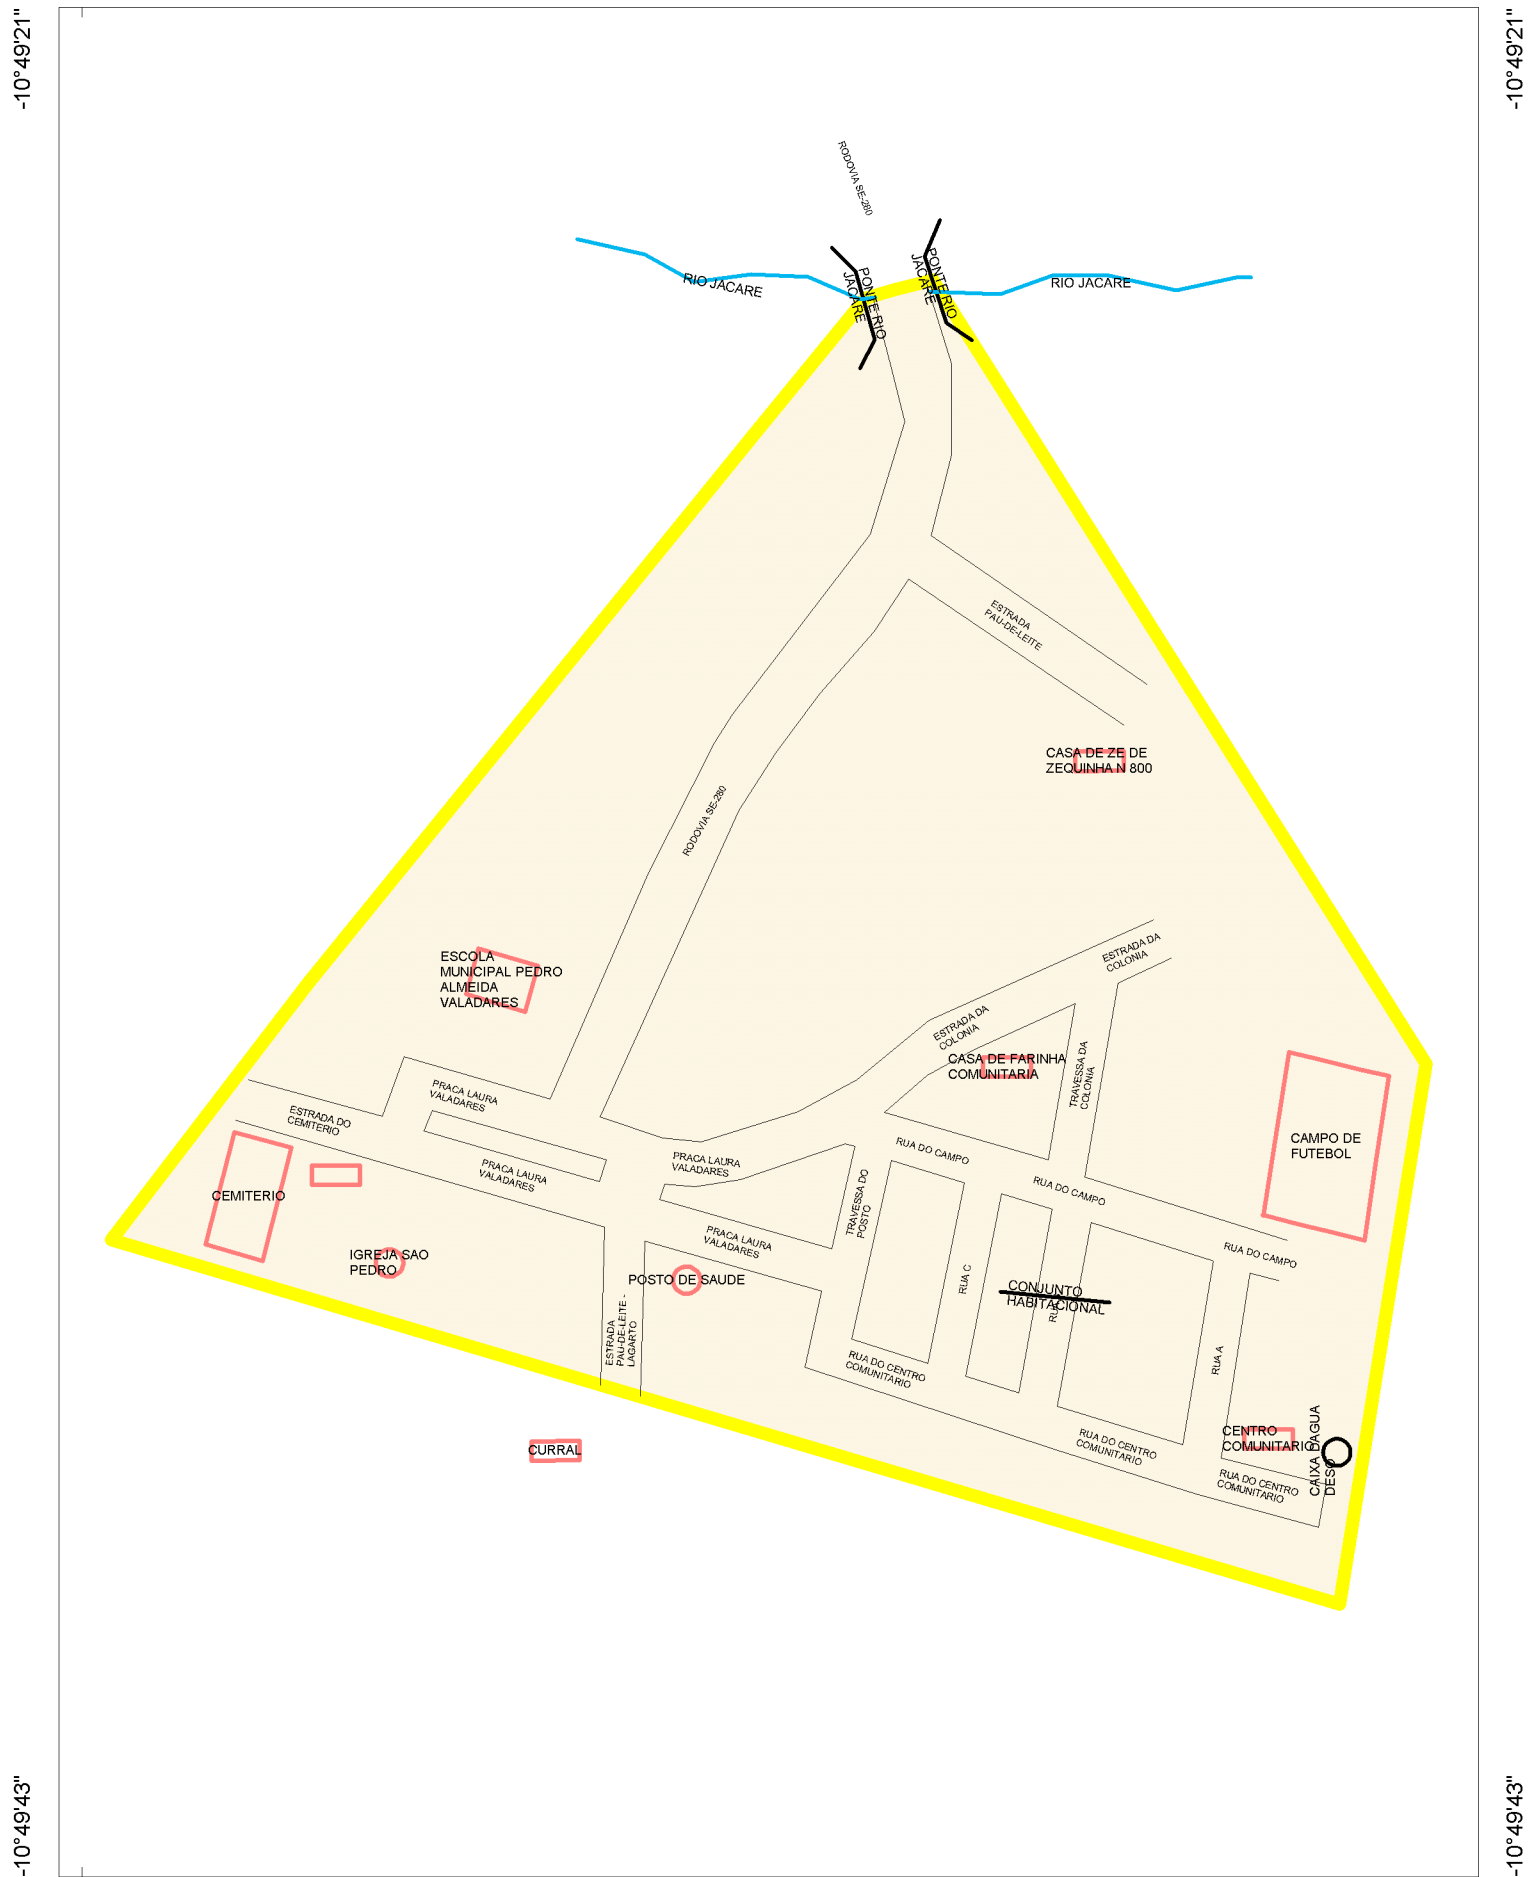 -10°49'21"
-10°49'21"
RODOVIA SE-280
PONTE RIO
JACARE
PONTE RIO
JACARE
RIO JACARE
RIO JACARE
ESTRADA
PAU-DE-LEITE
CASA DE ZE DE
ZEQUINHA N 800
RODOVIA SE-280
ESCOLA
MUNICIPAL PEDRO
ALMEIDA
VALADARES
ESTRADA DA
COLONIA
ESTRADA DA
COLONIA
CASA DE FARINHA
COMUNITARIA
TRAVESSA DA
COLONIA
PRACA LAURA
VALADARES
ESTRADA DO
CEMITERIO
CAMPO DE
FUTEBOL
RUA DO CAMPO
PRACA LAURA
VALADARES
PRACA LAURA
VALADARES
RUA DO CAMPO
CEMITERIO
TRAVESSA DO
POSTO
PRACA LAURA
VALADARES
RUA DO CAMPO
IGREJA SAO
PEDRO
POSTO DE SAUDE
RUA C
CONJUNTO
HABITACIONAL
RUA
ESTRADA
PAU-DE-LEITE -
LAGARTO
RUA DO CENTRO
COMUNITARIO
RUA A
CURRAL
RUA DO CENTRO
COMUNITARIO
CENTRO
COMUNITARIO
CAIXA DAGUA
DESO
RUA DO CENTRO
COMUNITARIO
-10°49'43"
-10°49'43"